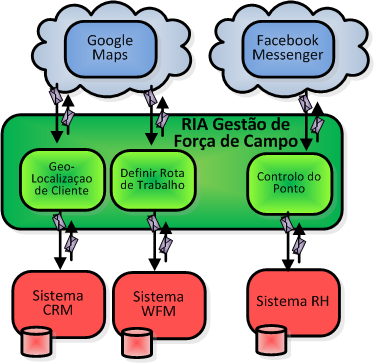 Google
Maps
Facebook
Messenger
RIA Gestão de
Força de Campo
Geo-
Localizaçao
de Cliente
Definir Rota
de Trabalho
Controlo do
Ponto
Sistema
CRM
Sistema
WFM
Sistema RH